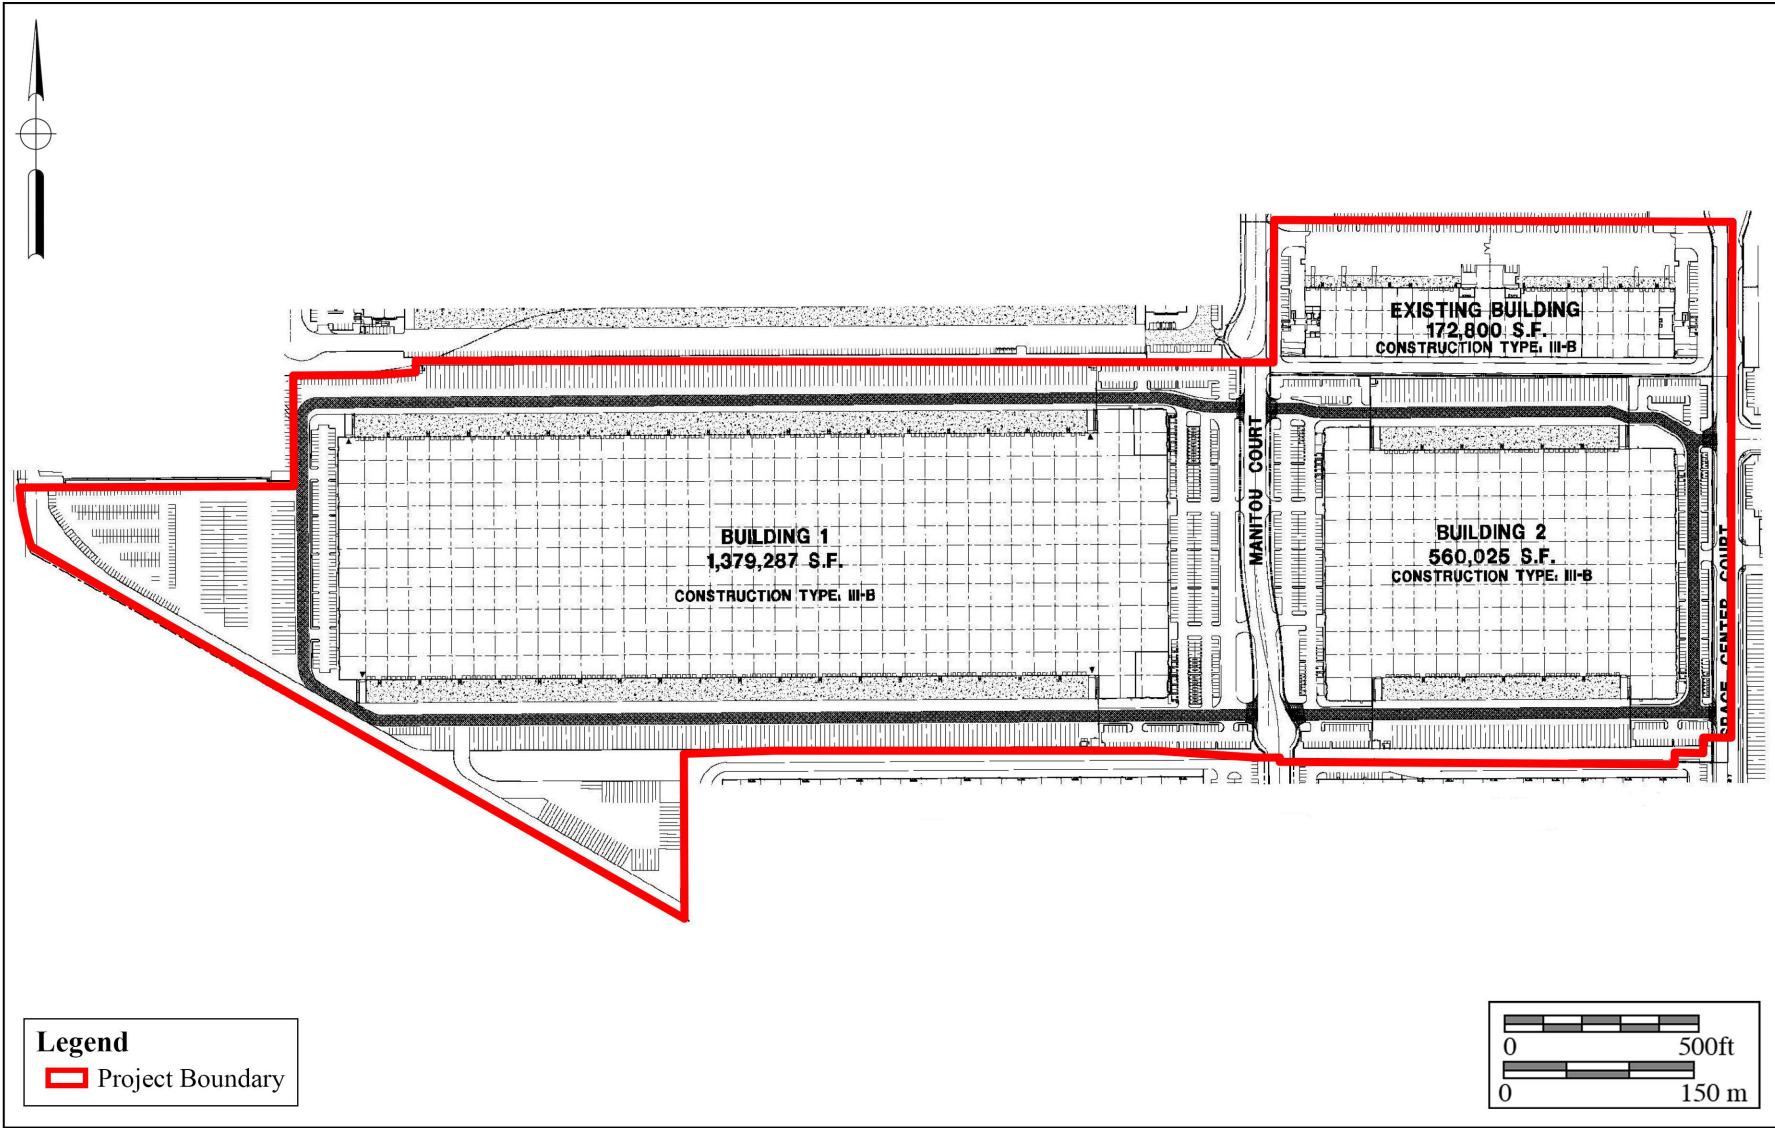 EXISTING BUILDING
172,800 S.F.
CONSTRUCTION TYPE: III-B
MANITOU COURT
BUILDING 1
1,379,287 S.F.
CONSTRUCTION TYPE: III-B
BUILDING 2
560,025 S.F.
CONSTRUCTION TYPE: III-B
SPACE CENTER COURT
Legend
Project Boundary
0 500ft
0 150 m